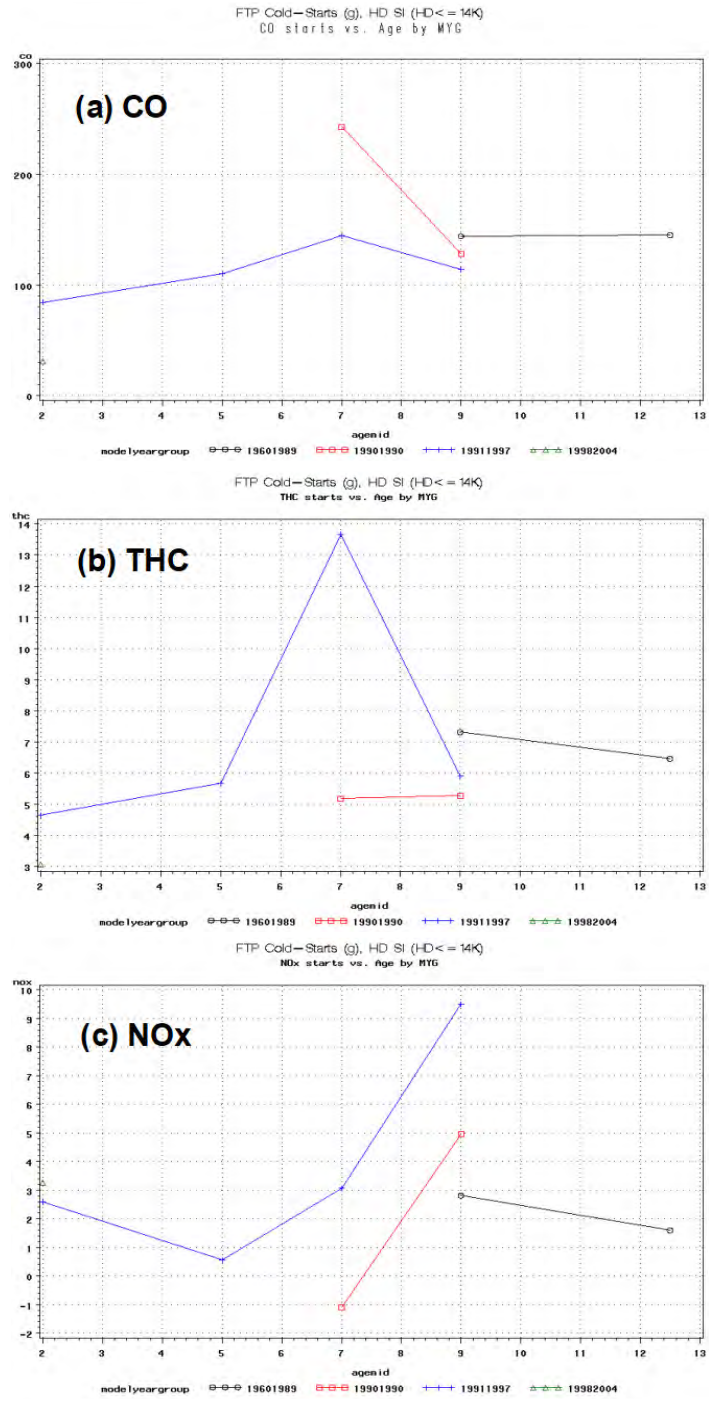 FTP Cold-Starts (g), HD SI (HD<= 14K)
CO starts vs. Age by MYG
CO
(a) CO
300
200
100
0
2 3 4 5 6 7 8 9 10 11 12 13
agemid
modelyeargroup 19601989 19901990 19911997 19982004
FTP Cold-Starts (g), HD SI (HD<= 14K)
THC starts vs. Age by MYG
thc
(b) THC
14
13
12
11
10
9
8
7
6
5
4
3
2 3 4 5 6 7 8 9 10 11 12 13
agemid
modelyeargroup 19601989 19901990 19911997 19982004
FTP Cold-Starts (g), HD SI (HD<= 14K)
NOx starts vs. Age by MYG
nox
(c) NOx
10
9
8
7
6
5
4
3
2
1
0
-1
-2
2 3 4 5 6 7 8 9 10 11 12 13
agemid
modelyeargroup 19601989 19901990 19911997 19982004